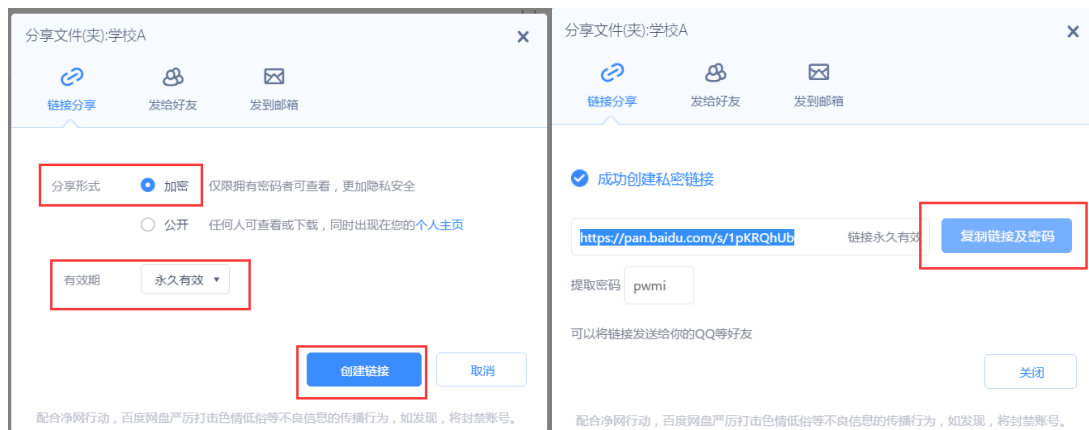 分享文件(夹):学校A
链接分享
发给好友
发到邮箱
分享形式
加密
仅限拥有密码者可查看，更加隐私安全
公开
任何人可查看或下载，同时出现在您的个人主页
有效期
永久有效
创建链接
取消
配合净网行动，百度网盘严厉打击色情低俗等不良信息的传播行为，如发现，将封禁账号。
分享文件(夹):学校A
链接分享
发给好友
发到邮箱
成功创建私密链接
https://pan.baidu.com/s/1pKRQhUb
链接永久有效
复制链接及密码
提取密码
pwmi
可以将链接发送给你的QQ等好友
关闭
配合净网行动，百度网盘严厉打击色情低俗等不良信息的传播行为，如发现，将封禁账号。